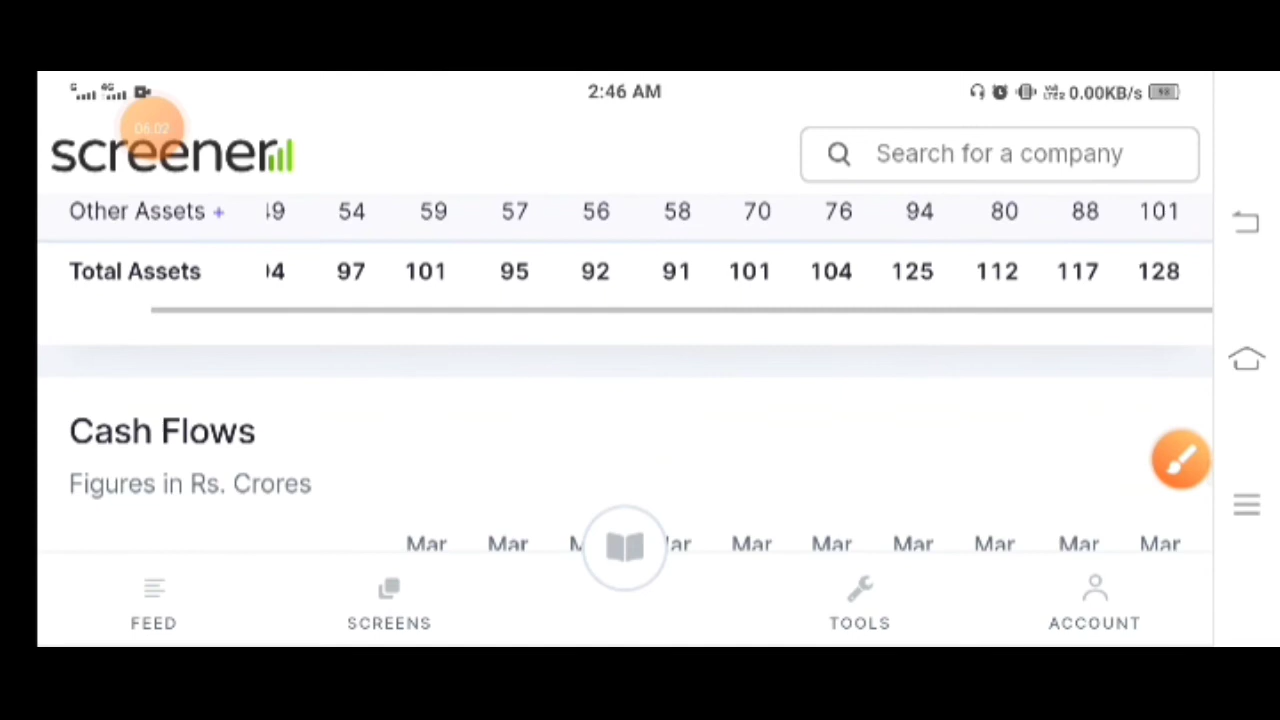 2:46 AM
0.00KB/s
06:02
screener
Search for a company
Other Assets + 54 59 57 56 58 70 76 94 80 88 101
Total Assets 97 101 95 92 91 101 104 125 112 117 128
Cash Flows
Figures in Rs. Crores
Mar Mar Mar Mar Mar Mar Mar Mar
FEED SCREENS TOOLS ACCOUNT